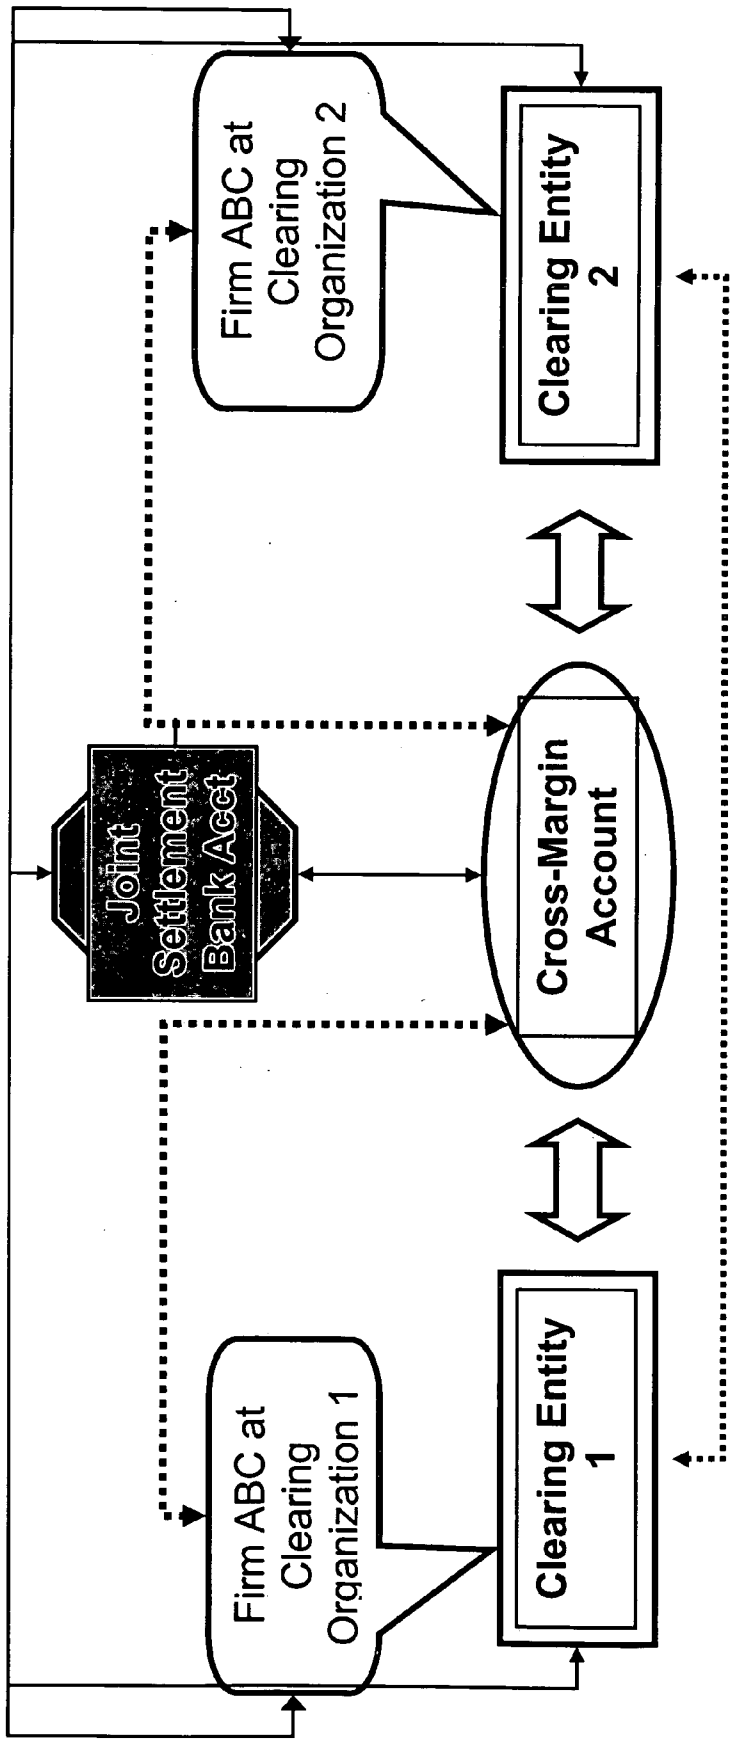 Joint
Settlement
Bank Acct
Firm ABC at
Clearing
Organization 1
Firm ABC at
Clearing
Organization 2
Clearing Entity
1
Cross-Margin
Account
Clearing Entity
2